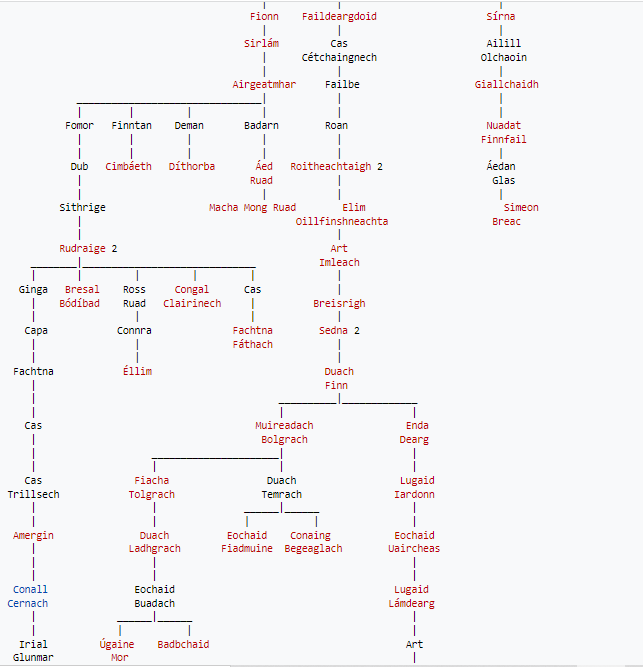 Fionn Faildeargdoid Sírna
Sirlám Cas Ailill
Cétchaingnech Olchaoin
Airgeatmhar Failbe Giallchaidh
Fomor Finntan Deman Badarn Roan Nuadat
Finnfail
Dub Cimbáeth Díthorba Áed Roitheachtaigh 2 Áedan
Ruad Glas
Sithrige Macha Mong Ruad Elim Simeon
Oillfinshneachta Breac
Rudraige 2 Art
Imleach
Ginga Bresal Ross Congal Cas Breisrigh
Bódíbad Ruad Clairinech
Capa Connra Fachtna Sedna 2
Fáthach
Fachtna Éllim Duach
Finn
Cas Muireadach Enda
Bolgrach Dearg
Cas Fiacha Duach Lugaid
Trillsech Tolgrach Temrach Iardonn
Amergin Duach Eochaid Conaing Eochaid
Ladhgrach Fiadmuine Begeaglach Uaircheas
Conall Eochaid Lugaid
Cernach Buadach Lámdearg
Irial Úgaine Badbchaid Art
Glunmar Mor